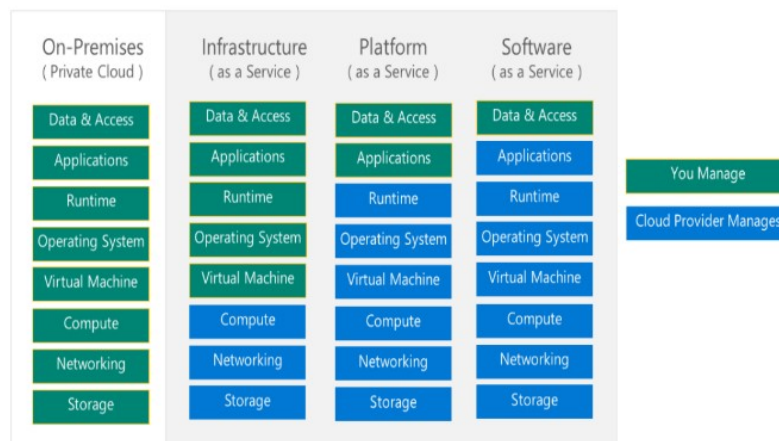 On-Premises
( Private Cloud )
Data & Access
Applications
Runtime
Operating System
Virtual Machine
Compute
Networking
Storage
Infrastructure
( as a Service )
Data & Access
Applications
Runtime
Operating System
Virtual Machine
Compute
Networking
Storage
Platform
( as a Service )
Data & Access
Applications
Runtime
Operating System
Virtual Machine
Compute
Networking
Storage
Software
( as a Service )
Data & Access
Applications
Runtime
Operating System
Virtual Machine
Compute
Networking
Storage
You Manage
Cloud Provider Manages